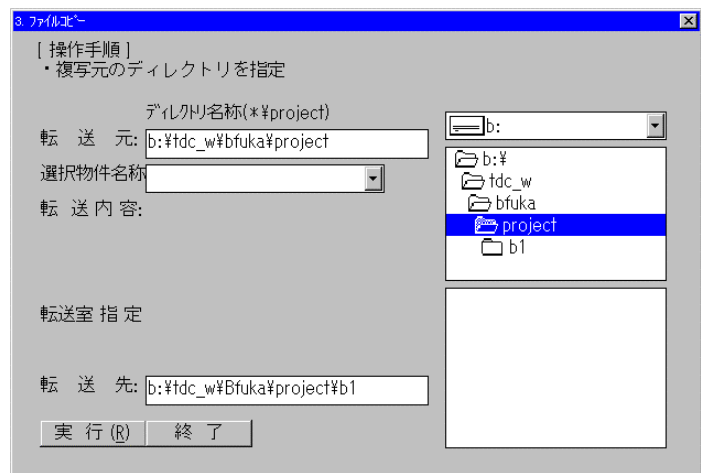 3. ﾌｧｲﾙｺﾋﾟｰ
[ 操作手順 ]
・複写元のディレクトリを指定
ﾃﾞｨﾚｸﾄﾘ名称(*¥project)
転 送 元: b:¥tdc_w¥bfuka¥project
選択物件名称
転 送 内 容:
転送室 指 定
転 送 先: b:¥tdc_w¥Bfuka¥project¥b1
実 行 (R) 終 了
b:
b:¥
tdc_w
bfuka
project
b1